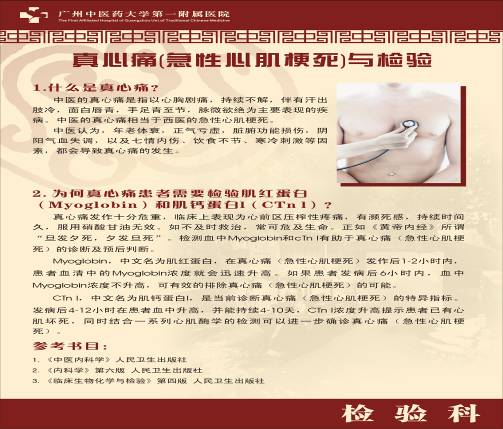 广州中医药大学第一附属医院
The First Affiliated Hospital of Guangzhou Uni of Traditional Chinese Medicine
真心痛(急性心肌梗死)与检验
1.什么是真心痛?
中医的真心痛是指以心胸剧痛，持续不解，伴有汗出
肢冷，面白唇青，手足青至节，脉微欲绝为主要表现的疾
病。中医的真心痛相当于西医的急性心肌梗死。
中医认为，年老体衰，正气亏虚，脏腑功能损伤，阴
阳气血失调，以及七情内伤、饮食不节、寒冷刺激等因
素，都会导致真心痛的发生。
2. 为何真心痛患者需要检验肌红蛋白
（Myoglobin）和肌钙蛋白I（CTn I）?
真心痛发作十分危重，临床上表现为心前区压榨性疼痛，有濒死感，持续时间
久，服用硝酸甘油无效。如不及时救治，常可危及生命。正如《黄帝内经》所谓
“旦发夕死，夕发旦死”。检测血中Myoglobin和cTn I有助于真心痛（急性心肌梗
死）的诊断及预后判断。
Myoglobin，中文名为肌红蛋白，在真心痛（急性心肌梗死）发作后1-2小时内，
患者血清中的Myoglobin浓度就会迅速升高。如果患者发病后6小时内，血中
Myoglobin浓度不升高，可有效的排除真心痛（急性心肌梗死）的可能。
CTn I，中文名为肌钙蛋白I，是当前诊断真心痛（急性心肌梗死）的特异指标。
发病后4-12小时在患者血中升高，并能持续4-10天，CTn I浓度升高提示患者已有心
肌坏死，同时结合一系列心肌酶学的检测可以进一步确诊真心痛（急性心肌梗
死）。
参考书目：
1. 《中医内科学》人民卫生出版社
2. 《内科学》第六版 人民卫生出版社
3. 《临床生物化学与检验》第四版 人民卫生出版社
检验科